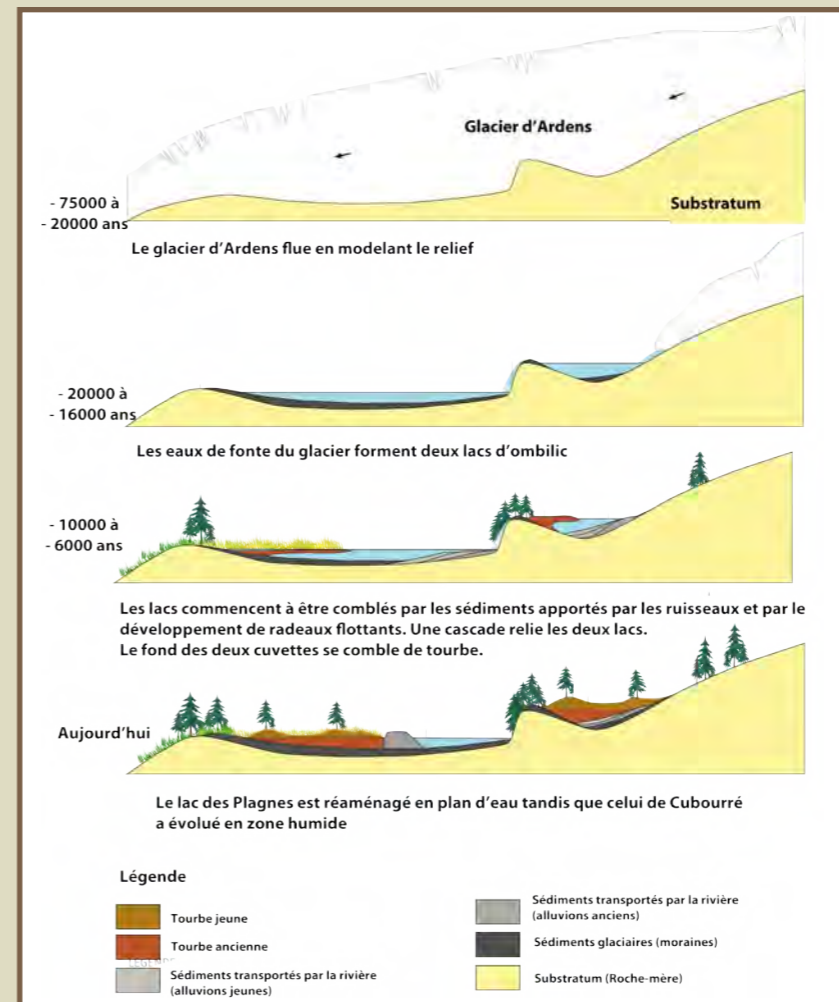 Glacier d'Ardens
Substratum
- 75000 à
- 20000 ans
Le glacier d'Ardens flue en modelant le relief
- 20000 à
- 16000 ans
Les eaux de fonte du glacier forment deux lacs d'ombilic
- 10000 à
- 6000 ans
Les lacs commencent à être comblés par les sédiments apportés par les ruisseaux et par le
développement de radeaux flottants. Une cascade relie les deux lacs.
Le fond des deux cuvettes se comble de tourbe.
Aujourd'hui
Le lac des Plagnes est réaménagé en plan d'eau tandis que celui de Cubourré
a évolué en zone humide
Légende
Tourbe jeune
Tourbe ancienne
LEGENDE
Sédiments transportés par la rivière
(alluvions jeunes)
Sédiments transportés par la rivière
(alluvions anciens)
Sédiments glaciaires (moraines)
Substratum (Roche-mère)